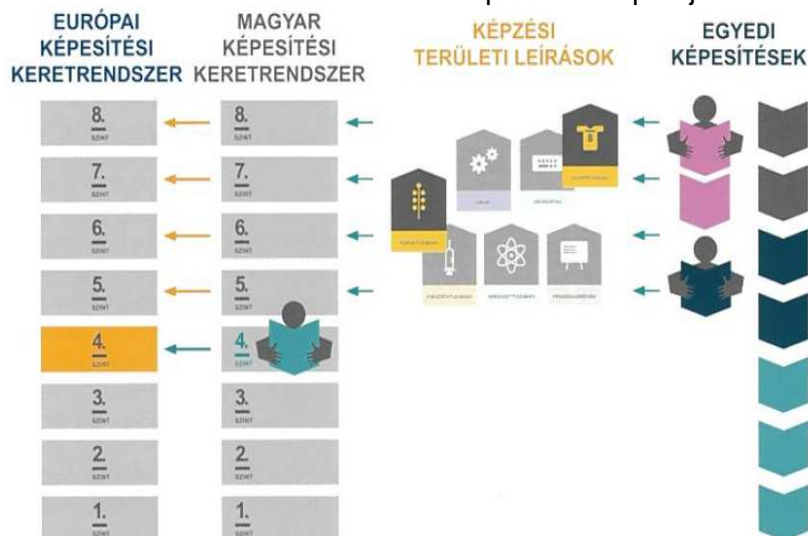 EURÓPAI
KÉPESÍTÉSI
KERETRENDSZER
MAGYAR
KÉPESÍTÉSI
KERETRENDSZER
KÉPZÉSI
TERÜLETI LEÍRÁSOK
EGYEDI
KÉPESÍTÉSEK
8.
SZINT
8.
SZINT
8
7.
SZINT
7.
SZINT
6.
SZINT
6.
SZINT
5.
SZINT
5.
SZINT
4.
SZINT
4.
SZINT
3.
SZINT
3.
SZINT
2.
SZINT
2.
SZINT
1.
SZINT
1.
SZINT